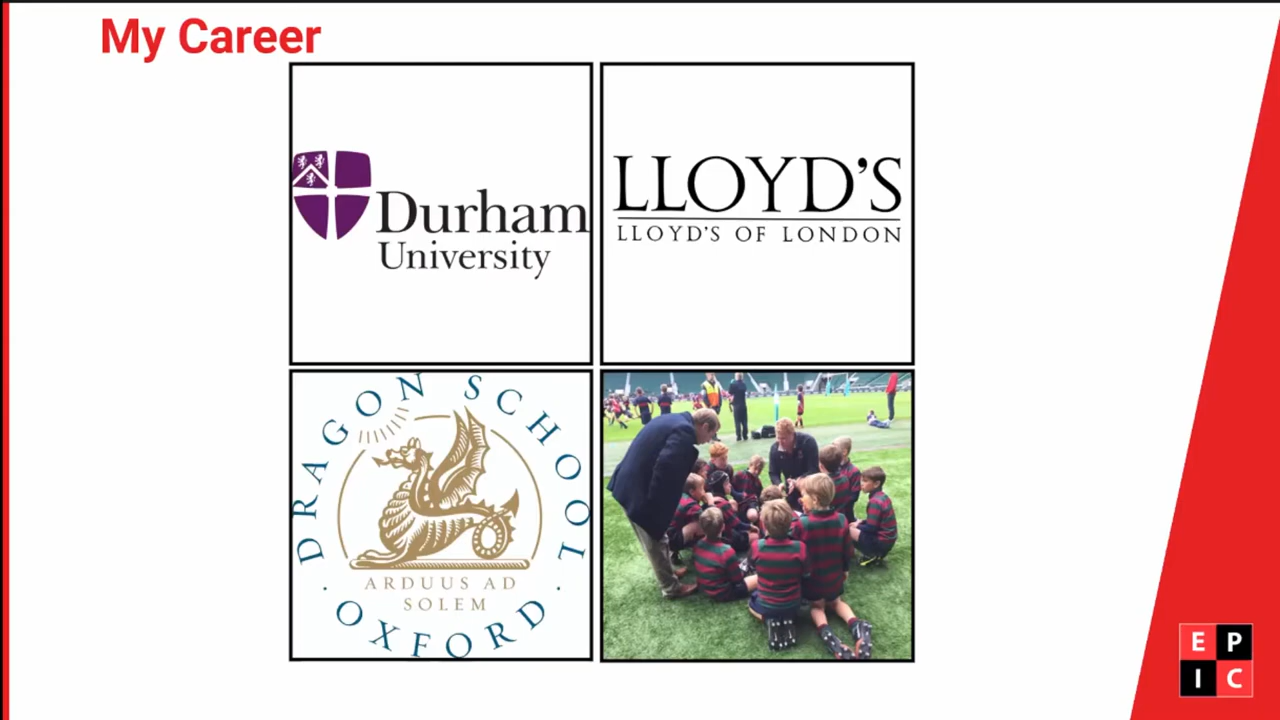 My Career
Durham
University
LLOYD'S
LLOYD'S OF LONDON
DRAGON SCHOOL
ARDUUS AD
SOLEM
· OXFORD ·
E P
I C